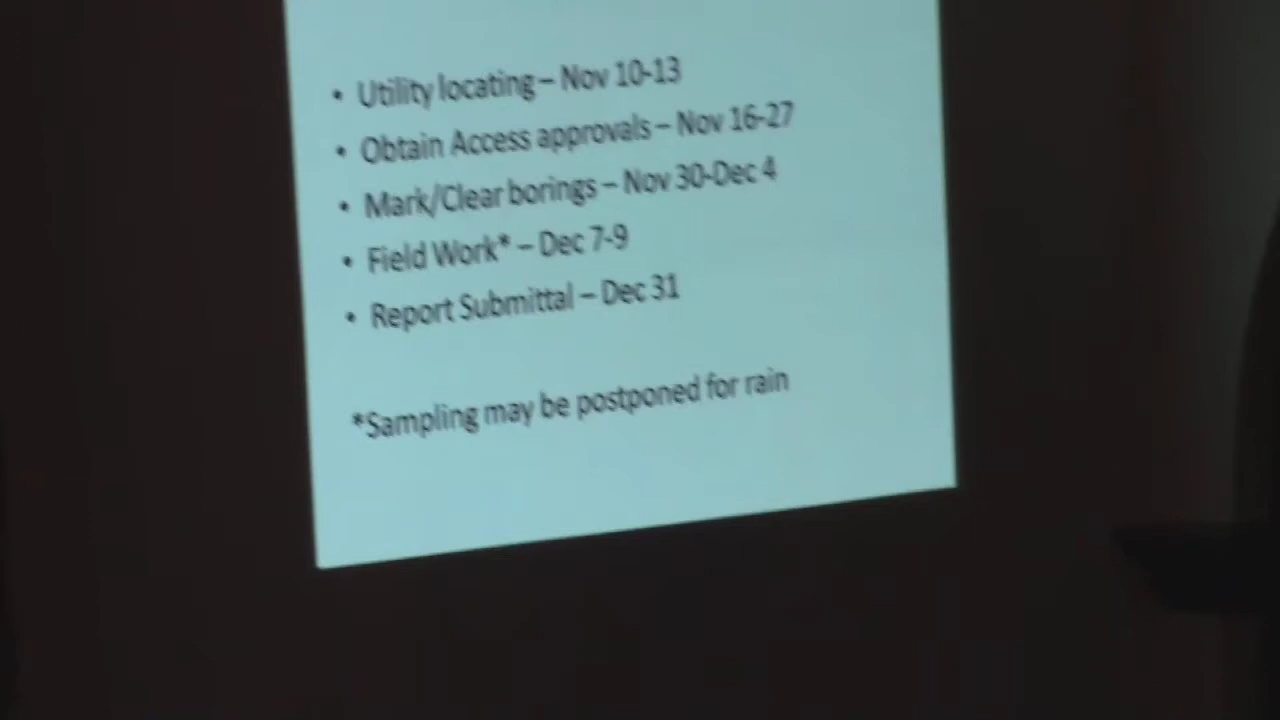 • Utility locating – Nov 10-13
• Obtain Access approvals – Nov 16-27
• Mark/Clear borings – Nov 30-Dec 4
• Field Work* – Dec 7-9
• Report Submittal – Dec 31
*Sampling may be postponed for rain